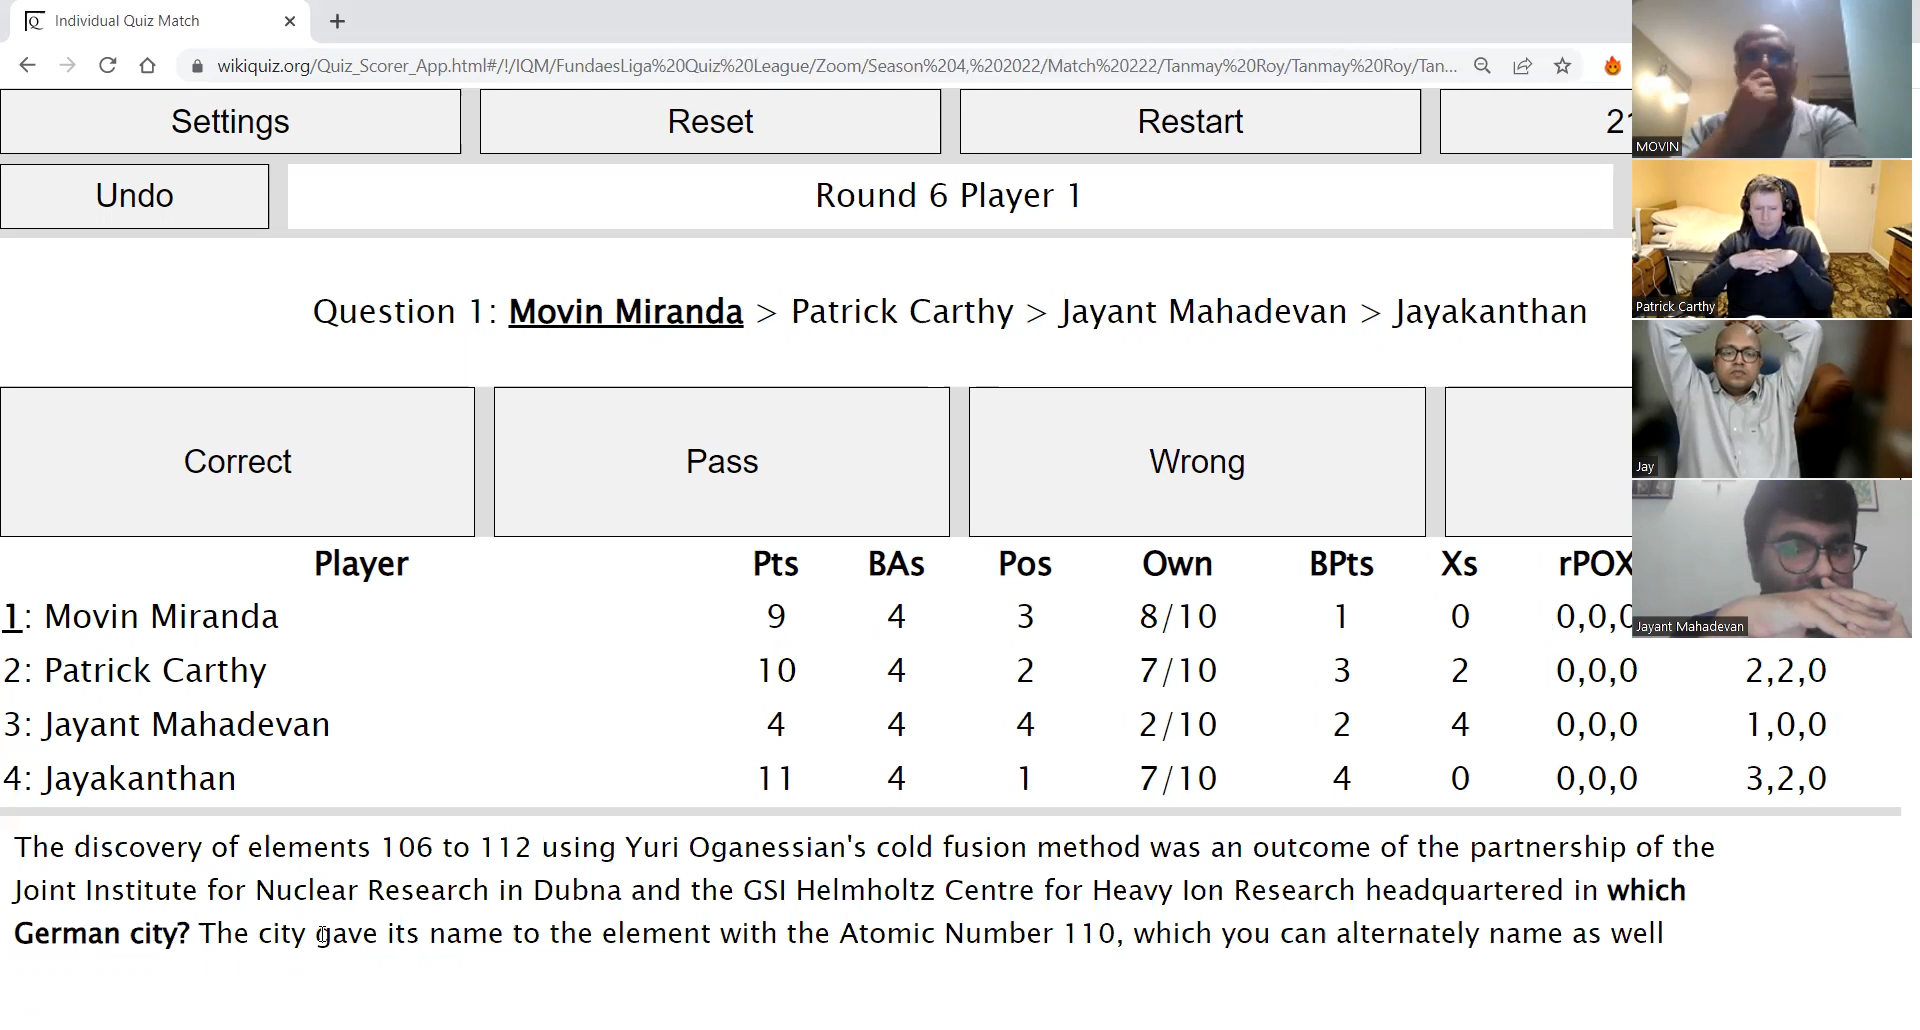 Individual Quiz Match
wikiquiz.org/Quiz_Scorer_App.html#/!/IQM/FundaesLiga%20Quiz%20League/Zoom/Season%204,%202022/Match%20222/Tanmay%20Roy/Tanmay%20Roy/Tan...
Settings Reset Restart 21
Undo Round 6 Player 1
Question 1: Movin Miranda > Patrick Carthy > Jayant Mahadevan > Jayakanthan
Correct Pass Wrong
Player Pts BAs Pos Own BPts Xs rPOX
1: Movin Miranda 9 4 3 8/10 1 0 0,0,0
2: Patrick Carthy 10 4 2 7/10 3 2 0,0,0 2,2,0
3: Jayant Mahadevan 4 4 4 2/10 2 4 0,0,0 1,0,0
4: Jayakanthan 11 4 1 7/10 4 0 0,0,0 3,2,0
The discovery of elements 106 to 112 using Yuri Oganessian's cold fusion method was an outcome of the partnership of the
Joint Institute for Nuclear Research in Dubna and the GSI Helmholtz Centre for Heavy Ion Research headquartered in which
German city? The city gave its name to the element with the Atomic Number 110, which you can alternately name as well
MOVIN
Patrick Carthy
Jay
Jayant Mahadevan